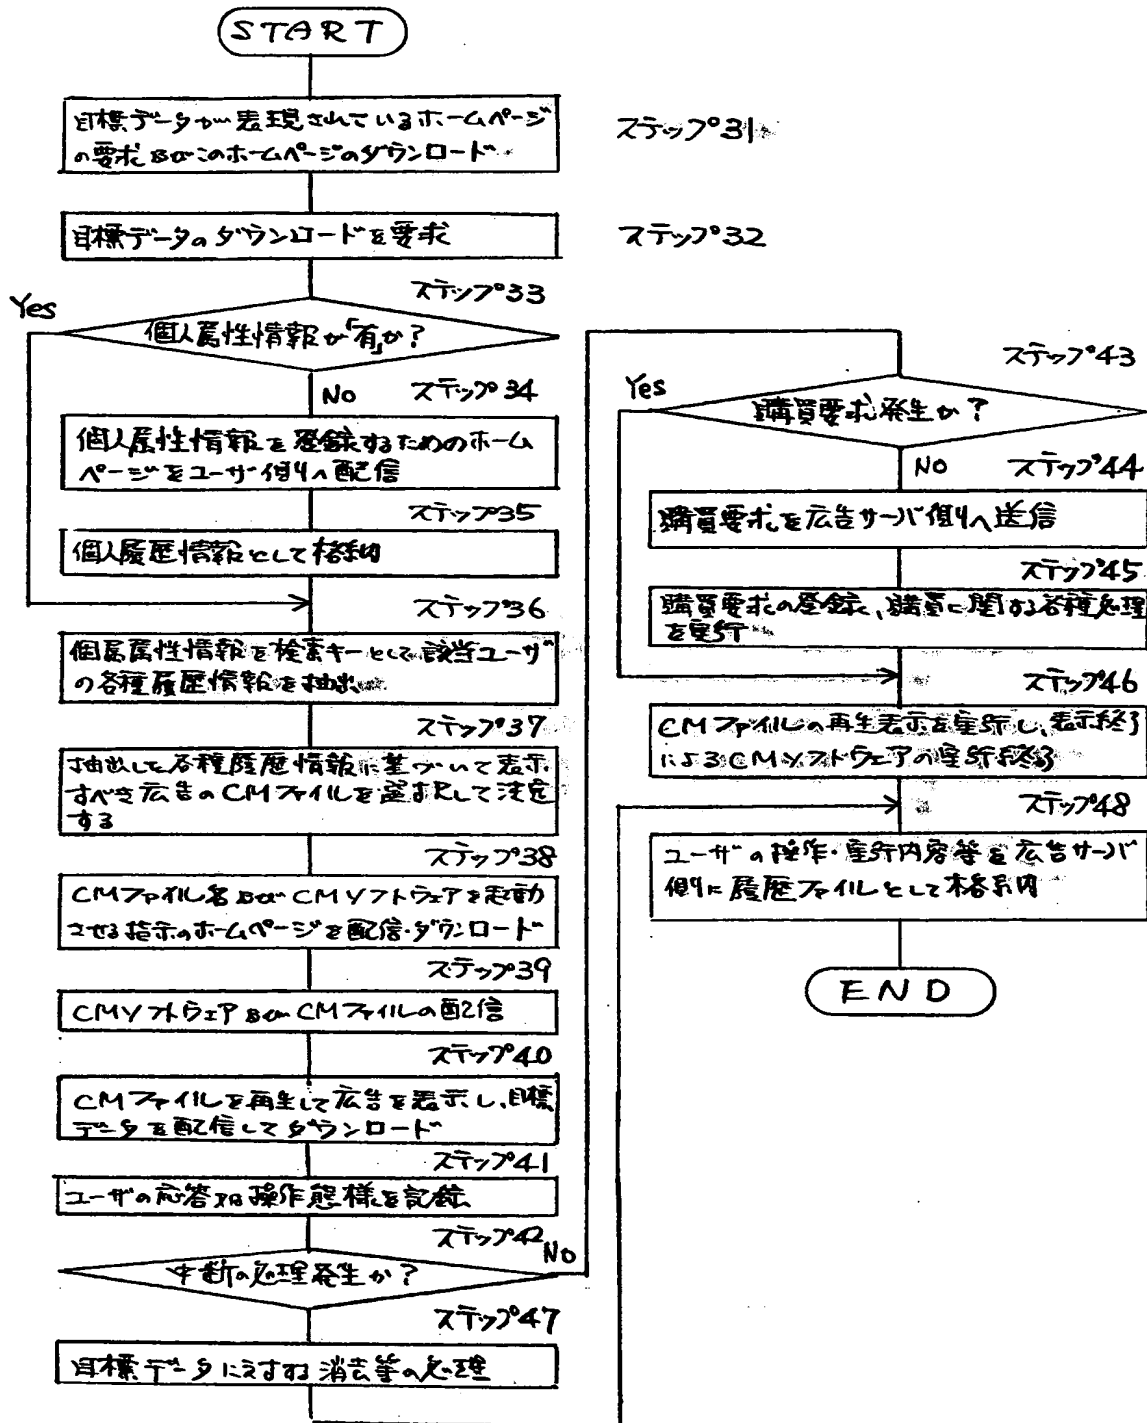 START
目標データが表現されているホームページ
の要求及びこのホームページのダウンロード
ステップ31
目標データのダウンロードを要求
ステップ32
ステップ33
Yes
個人属性情報が「有」か?
NO
ステップ34
個人属性情報を登録するためのホーム
ページをユーザ側へ配信
ステップ35
個人履歴情報として格納
ステップ36
個属属性情報を検索キーとして該当ユーザ
の各種履歴情報を抽出
ステップ37
抽出した各種履歴情報に基づいて表示
すべき広告のCMファイルを選択して決定
する
ステップ38
CMファイル名及びCMソフトウェアを起動
させる指示のホームページを配信・ダウンロード
ステップ39
CMソフトウェア及びCMファイルの配信
ステップ40
CMファイルを再生して広告を表示し、目標
データを配信してダウンロード
ステップ41
ユーザの応答及び操作態様を記録
ステップ42
No
中断の処理発生か?
ステップ47
目標データに対する消去等の処理
ステップ43
Yes
購買要求発生か?
NO
ステップ44
購買要求を広告サーバ側へ送信
ステップ45
購買要求の登録、購買に関する各種処理
を実行
ステップ46
CMファイルの再生表示を実行し、表示終了
によるCMソフトウェアの実行終了
ステップ48
ユーザの操作・実行内容等を広告サーバ
側に履歴ファイルとして格納
END